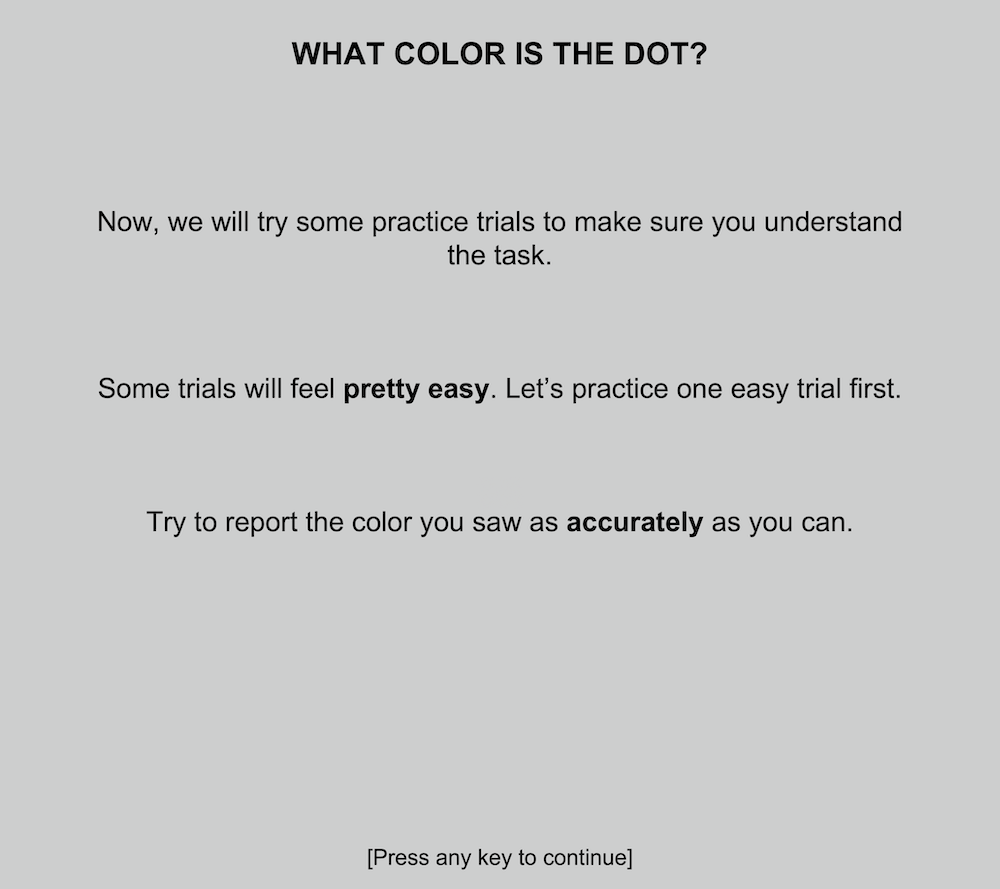 WHAT COLOR IS THE DOT?
Now, we will try some practice trials to make sure you understand
the task.
Some trials will feel pretty easy. Let’s practice one easy trial first.
Try to report the color you saw as accurately as you can.
[Press any key to continue]